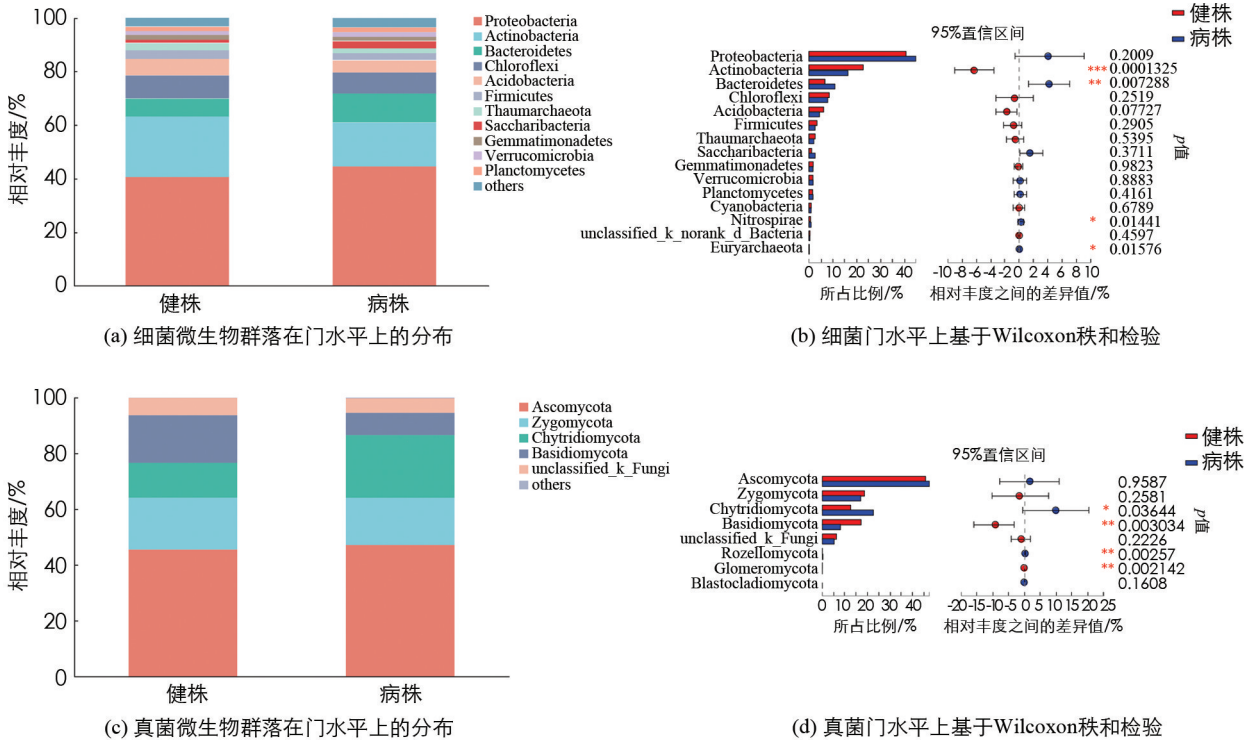 100
80
60
40
20
0
相对丰度/%
健株
病株
Proteobacteria
Actinobacteria
Bacteroidetes
Chloroflexi
Acidobacteria
Firmicutes
Thaumarchaeota
Saccharibacteria
Gemmatimonadetes
Verrucomicrobia
Planctomycetes
others
(a) 细菌微生物群落在门水平上的分布
健株
病株
95%置信区间
Proteobacteria 0.2009
Actinobacteria ***0.0001325
Bacteroidetes **0.007288
Chloroflexi 0.2519
Acidobacteria 0.07727
Firmicutes 0.2905
Thaumarchaeota 0.5395
Saccharibacteria 0.3711
Gemmatimonadetes 0.9823
Verrucomicrobia 0.8883
Planctomycetes 0.4161
Cyanobacteria 0.6789
Nitrospirae * 0.01441
unclassified_k_norank_d_Bacteria 0.4597
Euryarchaeota * 0.01576
p值
0 10 20 30 40
-10 -8 -6 -4 -2 0 2 4 6 8 10
所占比例/% 相对丰度之间的差异值/%
(b) 细菌门水平上基于Wilcoxon秩和检验
100
80
60
40
20
0
相对丰度/%
健株
病株
Ascomycota
Zygomycota
Chytridiomycota
Basidiomycota
unclassified_k_Fungi
others
(c) 真菌微生物群落在门水平上的分布
健株
病株
95%置信区间
Ascomycota 0.9587
Zygomycota 0.2581
Chytridiomycota * 0.03644
Basidiomycota **0.003034
unclassified_k_Fungi 0.2226
Rozellomycota ** 0.00257
Glomeromycota ** 0.002142
Blastocladiomycota 0.1608
p值
0 10 20 30 40
-20 -15 -10 -5 0 5 10 15 20 25
所占比例/% 相对丰度之间的差异值/%
(d) 真菌门水平上基于Wilcoxon秩和检验